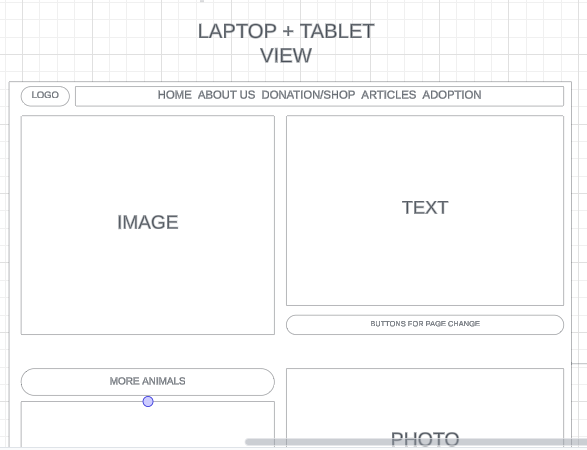 LAPTOP + TABLET
VIEW
LOGO
HOME ABOUT US DONATION/SHOP ARTICLES ADOPTION
IMAGE
TEXT
BUTTONS FOR PAGE CHANGE
MORE ANIMALS
PHOTO